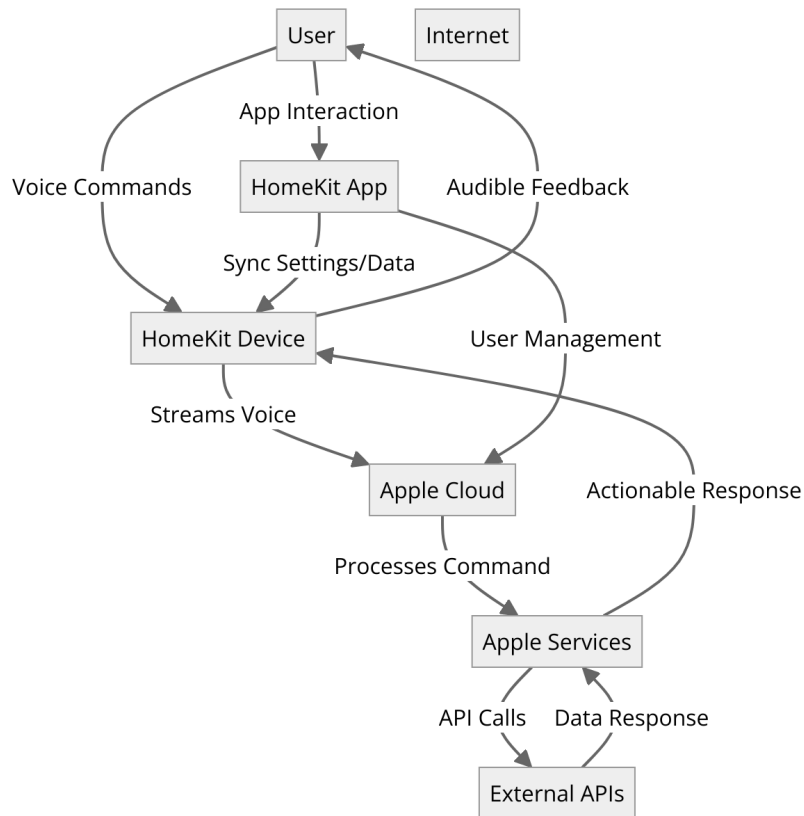 User
Internet
App Interaction
Voice Commands
HomeKit App
Audible Feedback
Sync Settings/Data
HomeKit Device
User Management
Streams Voice
Apple Cloud
Actionable Response
Processes Command
Apple Services
API Calls
Data Response
External APIs